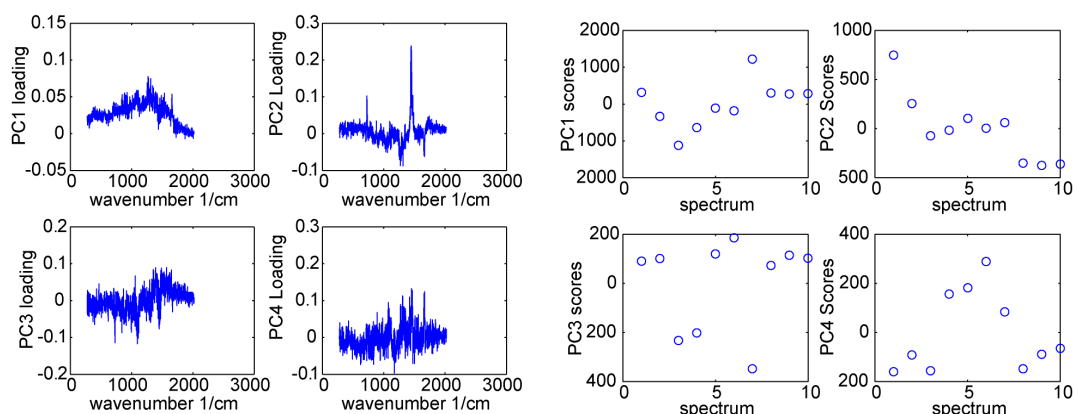 0.15
0.1
0.05
0
-0.05
PC1 loading
0 1000 2000 3000
wavenumber 1/cm
0.3
0.2
0.1
0
-0.1
PC2 Loading
0 1000 2000 3000
wavenumber 1/cm
2000
1000
0
1000
2000
PC1 scores
0 5 10
spectrum
1000
500
0
500
PC2 Scores
0 5 10
spectrum
0.2
0.1
0
-0.1
-0.2
PC3 loading
0 1000 2000 3000
wavenumber 1/cm
0.3
0.2
0.1
0
-0.1
PC4 Loading
0 1000 2000 3000
wavenumber 1/cm
200
0
200
400
PC3 scores
0 5 10
spectrum
400
200
0
200
PC4 Scores
0 5 10
spectrum